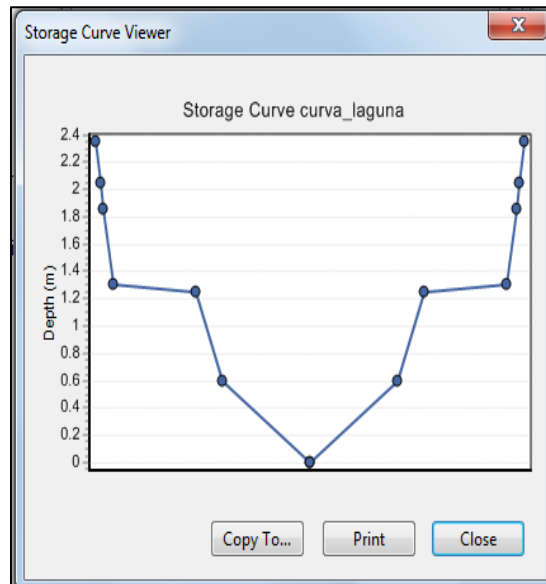 Storage Curve Viewer
x
Storage Curve curva_laguna
2.4
2.2
2
1.8
1.6
1.4
1.2
1
0.8
0.6
0.4
0.2
0
Depth (m)
Copy To... Print Close